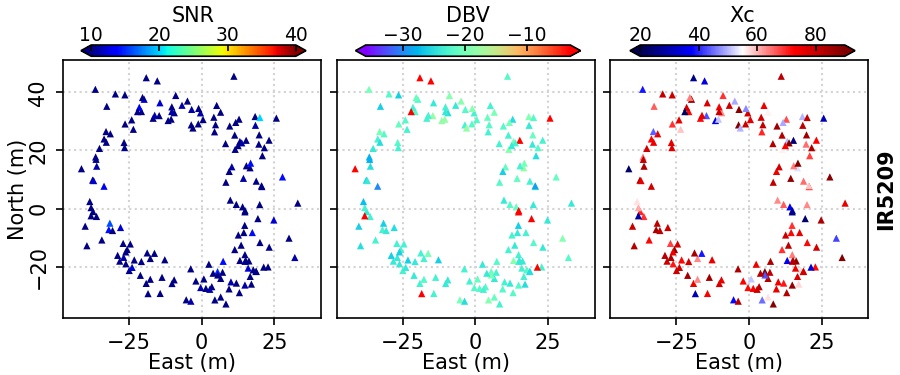 SNR DBV Xc
10 20 30 40 −30 −20 −10 20 40 60 80
North (m)
40
20
0
−20
−25 0 25 −25 0 25 −25 0 25
East (m) East (m) East (m)
IR5209